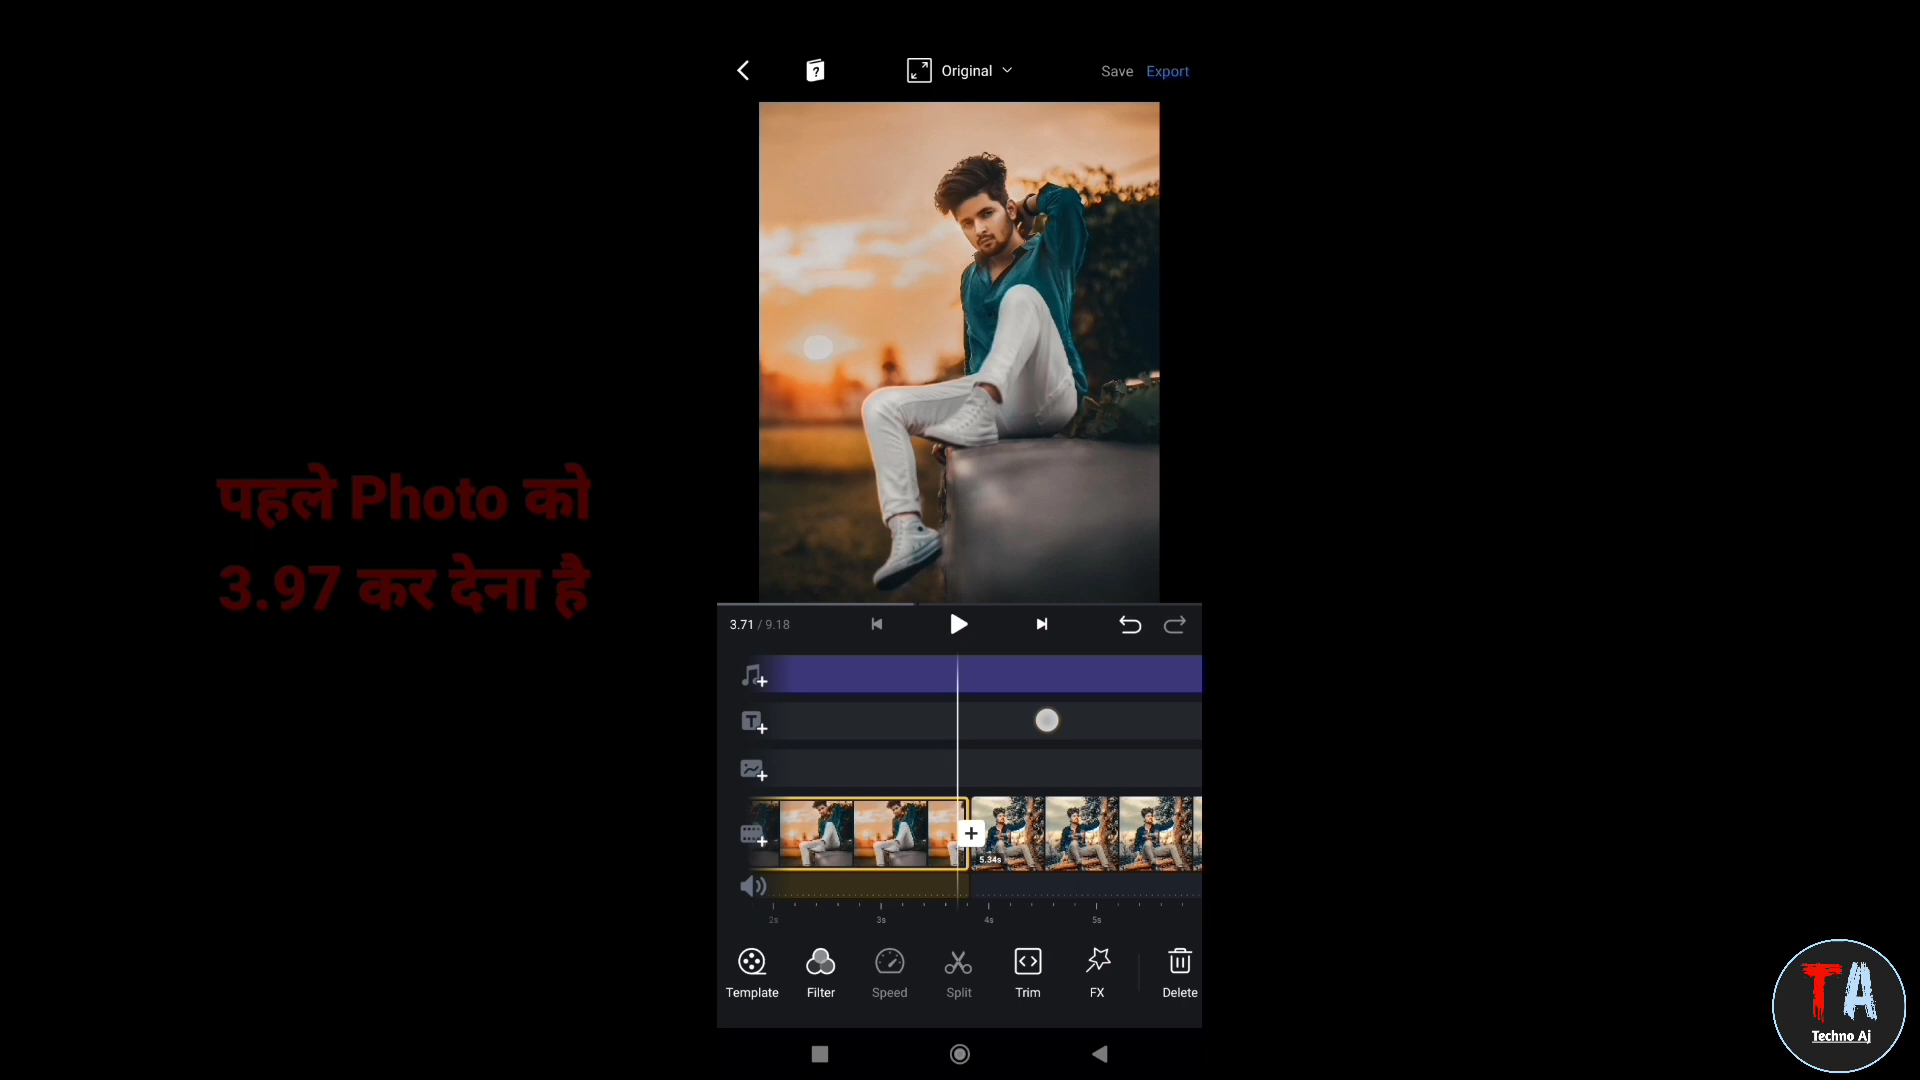 Original
Save Export
पहले Photo को
3.97 कर देना है
3.71 / 9.18
T
5.34s
2s 3s 4s 5s
Template Filter Speed Split Trim FX Delete
TA
Techno Aj